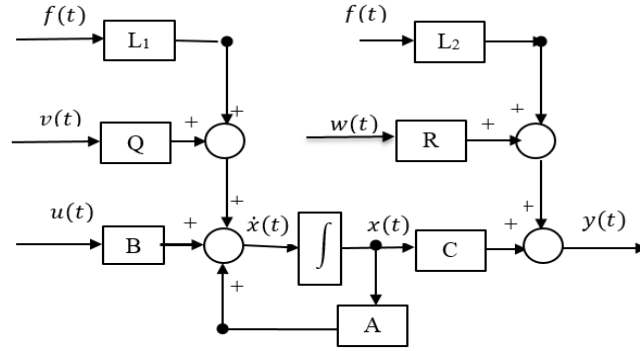 f(t) L₁ f(t) L₂
+ +
v(t) Q + w(t) R +
+ +
u(t) B + ẋ(t) ∫ x(t) C + y(t)
+ A